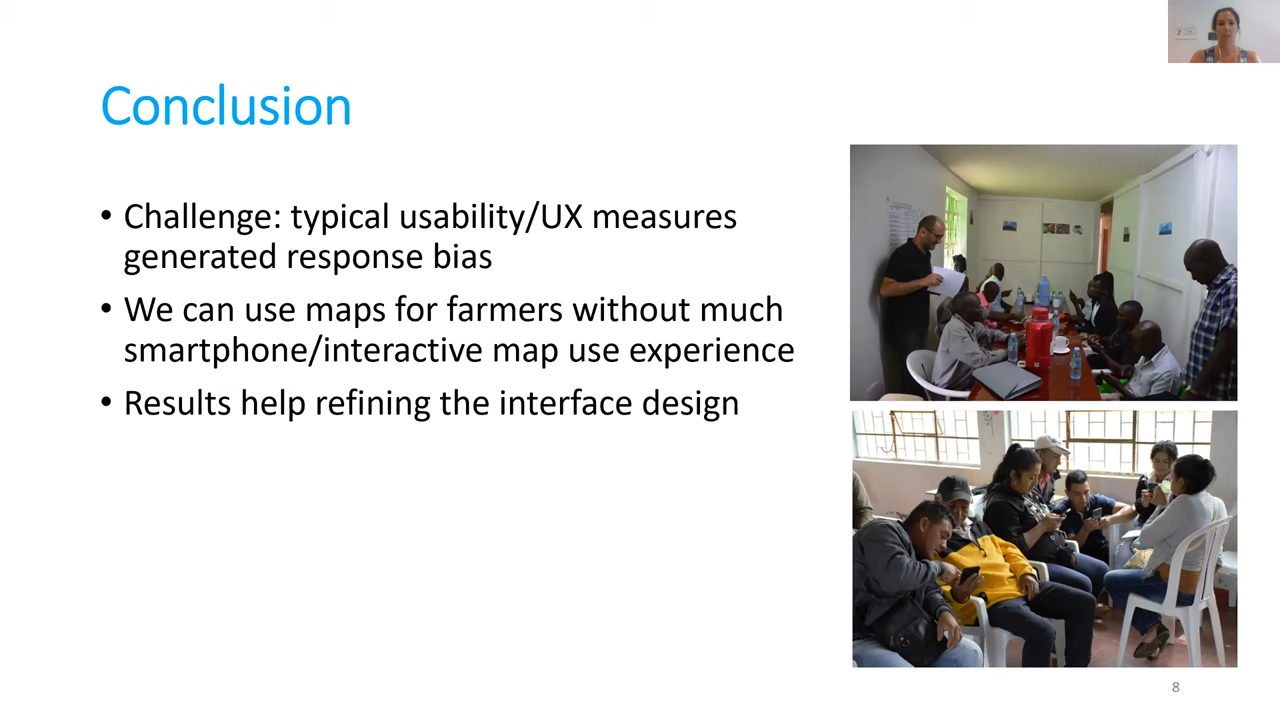 Conclusion
• Challenge: typical usability/UX measures
generated response bias
• We can use maps for farmers without much
smartphone/interactive map use experience
• Results help refining the interface design
8